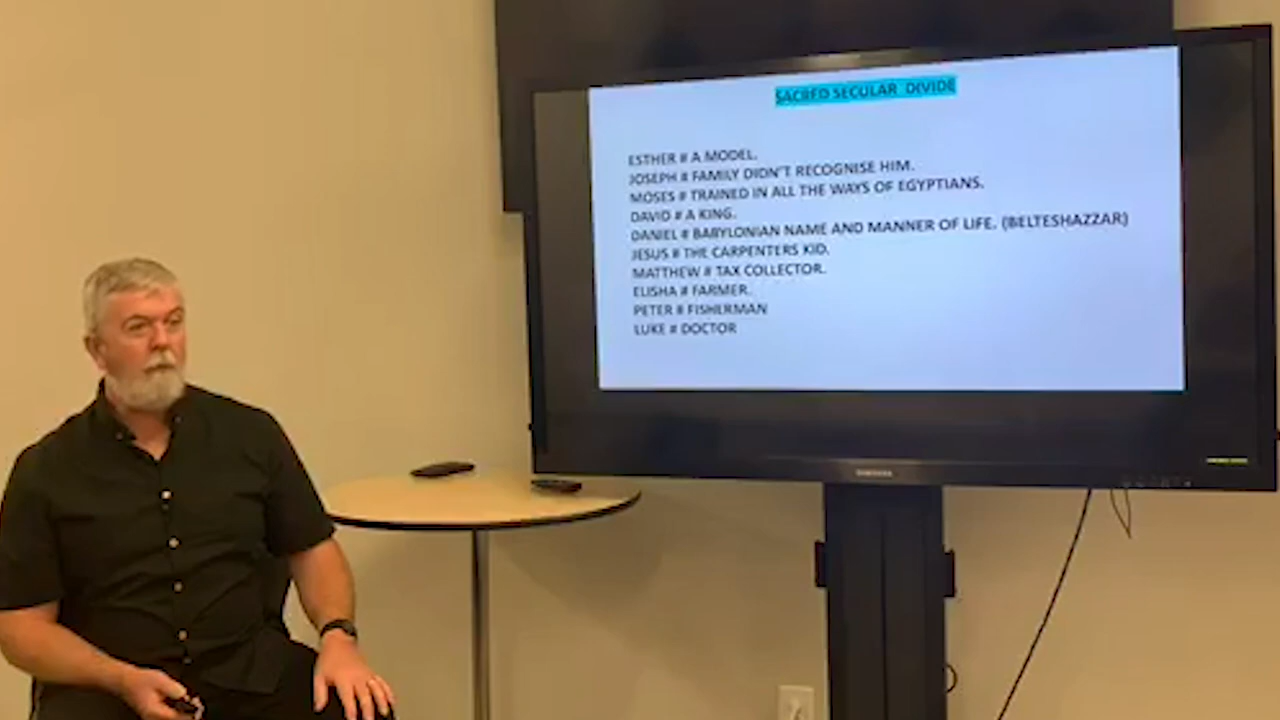 SACRED SECULAR DIVIDE
ESTHER # A MODEL.
JOSEPH # FAMILY DIDN'T RECOGNISE HIM.
MOSES # TRAINED IN ALL THE WAYS OF EGYPTIANS.
DAVID # A KING.
DANIEL # BABYLONIAN NAME AND MANNER OF LIFE. (BELTESHAZZAR)
JESUS # THE CARPENTERS KID.
MATTHEW # TAX COLLECTOR.
ELISHA # FARMER.
PETER # FISHERMAN
LUKE # DOCTOR
SAMSUNG